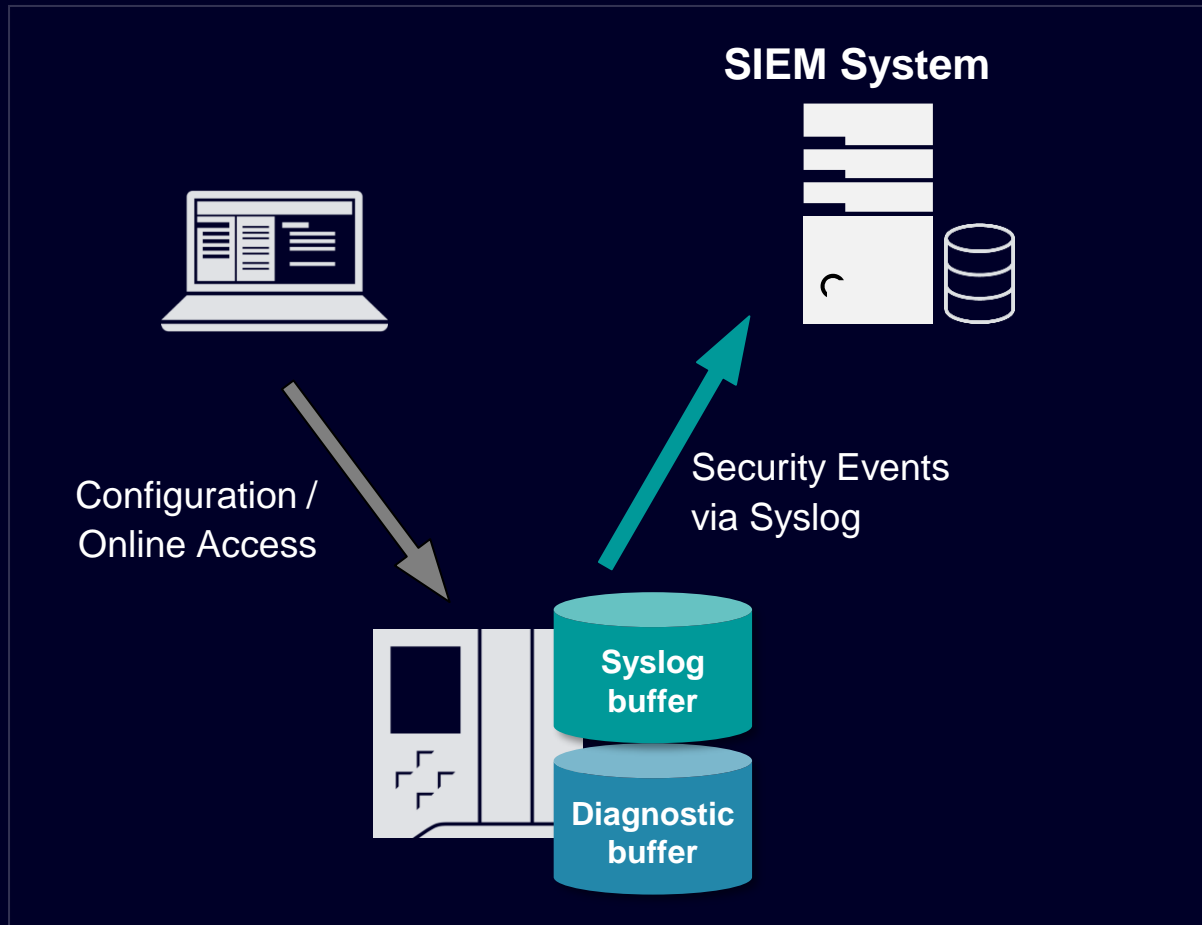 SIEM System
Configuration /
Online Access
Security Events
via Syslog
Syslog
buffer
Diagnostic
buffer